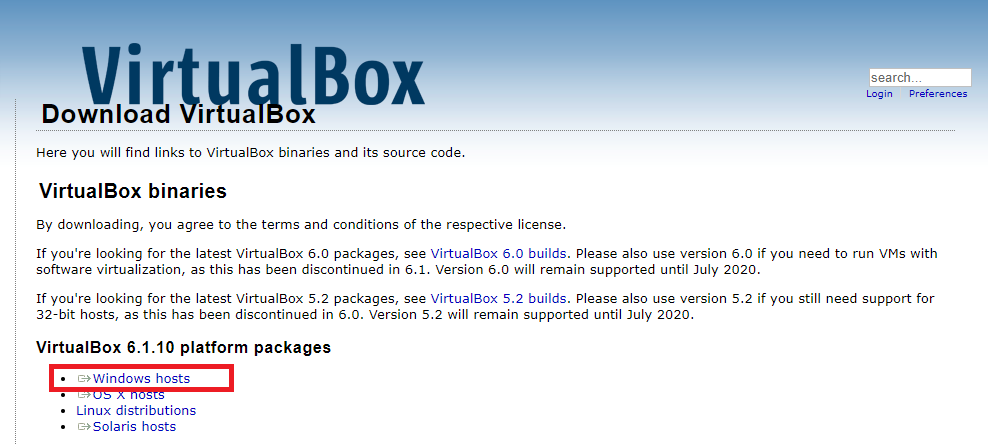 VirtualBox
search...
Login Preferences
Download VirtualBox
Here you will find links to VirtualBox binaries and its source code.
VirtualBox binaries
By downloading, you agree to the terms and conditions of the respective license.
If you're looking for the latest VirtualBox 6.0 packages, see VirtualBox 6.0 builds. Please also use version 6.0 if you need to run VMs with
software virtualization, as this has been discontinued in 6.1. Version 6.0 will remain supported until July 2020.
If you're looking for the latest VirtualBox 5.2 packages, see VirtualBox 5.2 builds. Please also use version 5.2 if you still need support for
32-bit hosts, as this has been discontinued in 6.0. Version 5.2 will remain supported until July 2020.
VirtualBox 6.1.10 platform packages
Windows hosts
OS X hosts
Linux distributions
Solaris hosts